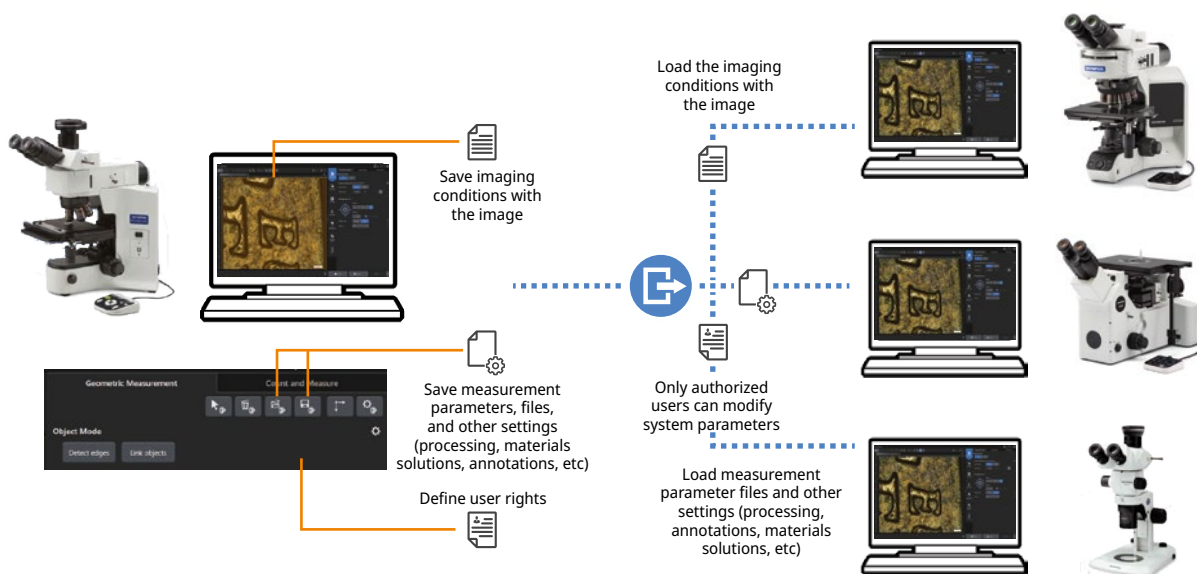 Save imaging
conditions with
the image
Geometric Measurement
Count and Measure
Object Mode
Detect edges
Link objects
Save measurement
parameters, files,
and other settings
(processing, materials
solutions, annotations, etc)
Define user rights
Load the imaging
conditions with
the image
Only authorized
users can modify
system parameters
Load measurement
parameter files and other
settings (processing,
annotations, materials
solutions, etc)
OLYMPUS
OLYMPUS